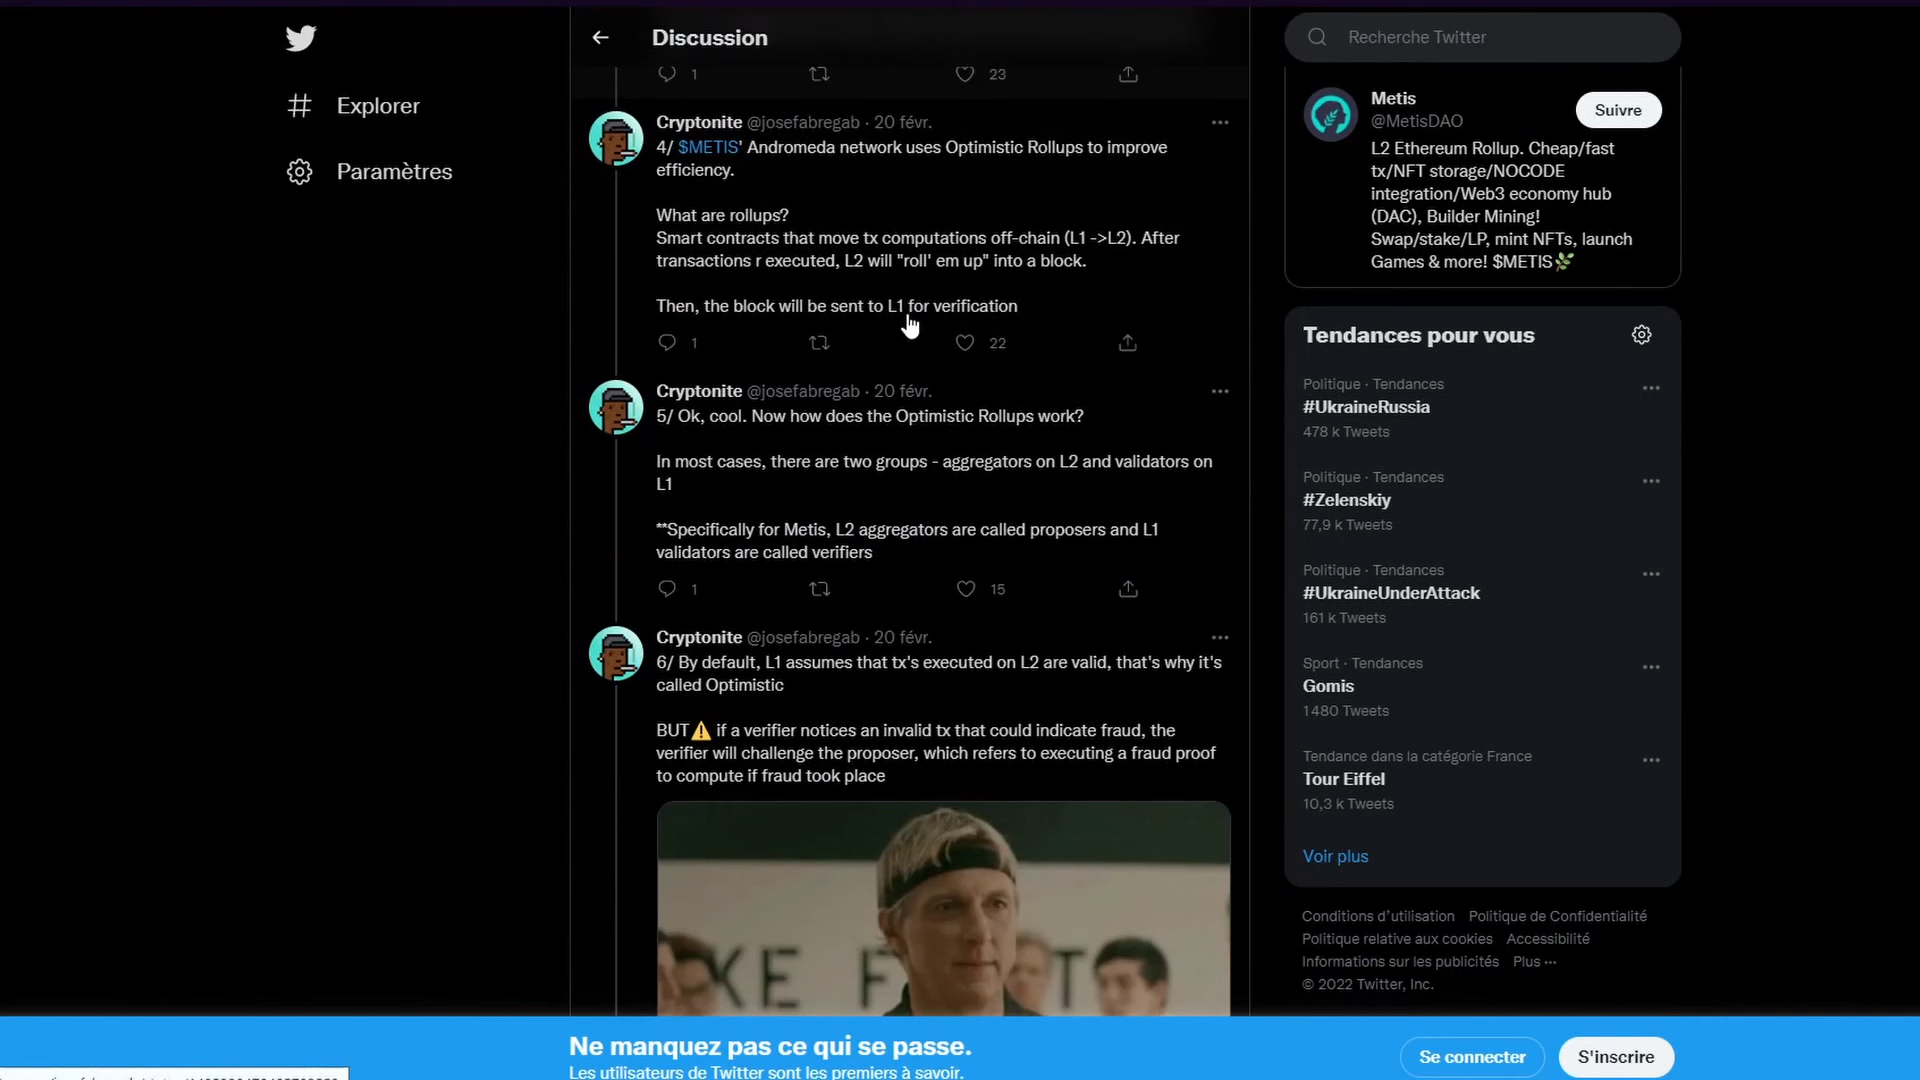 Explorer
Paramètres
Discussion
1 23
Cryptonite @josefabregab · 20 févr.
4/ $METIS' Andromeda network uses Optimistic Rollups to improve
efficiency.
What are rollups?
Smart contracts that move tx computations off-chain (L1 ->L2). After
transactions r executed, L2 will "roll' em up" into a block.
Then, the block will be sent to L1 for verification
1 22
Cryptonite @josefabregab · 20 févr.
5/ Ok, cool. Now how does the Optimistic Rollups work?
In most cases, there are two groups - aggregators on L2 and validators on
L1
**Specifically for Metis, L2 aggregators are called proposers and L1
validators are called verifiers
1 15
Cryptonite @josefabregab · 20 févr.
6/ By default, L1 assumes that tx's executed on L2 are valid, that's why it's
called Optimistic
BUT⚠️ if a verifier notices an invalid tx that could indicate fraud, the
verifier will challenge the proposer, which refers to executing a fraud proof
to compute if fraud took place
KE F T
Recherche Twitter
Metis
@MetisDAO
Suivre
L2 Ethereum Rollup. Cheap/fast
tx/NFT storage/NOCODE
integration/Web3 economy hub
(DAC), Builder Mining!
Swap/stake/LP, mint NFTs, launch
Games & more! $METIS🌿
Tendances pour vous
Politique · Tendances
#UkraineRussia
478 k Tweets
Politique · Tendances
#Zelenskiy
77,9 k Tweets
Politique · Tendances
#UkraineUnderAttack
161 k Tweets
Sport · Tendances
Gomis
1 480 Tweets
Tendance dans la catégorie France
Tour Eiffel
10,3 k Tweets
Voir plus
Conditions d'utilisation Politique de Confidentialité
Politique relative aux cookies Accessibilité
Informations sur les publicités Plus ···
© 2022 Twitter, Inc.
Ne manquez pas ce qui se passe.
Les utilisateurs de Twitter sont les premiers à savoir.
Se connecter
S'inscrire